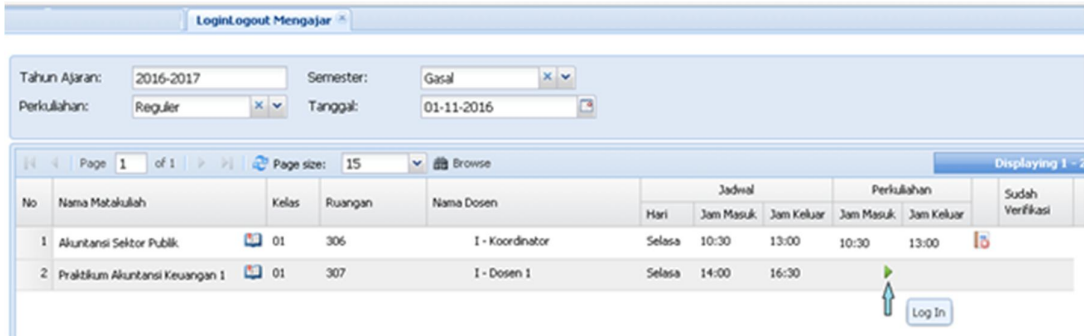 LoginLogout Mengajar
Tahun Ajaran: 2016-2017 Semester: Gasal
Perkuliahan: Reguler Tanggal: 01-11-2016
Page 1 of 1 Page size: 15 Browse Displaying 1 - 2
No Nama Matakuliah Kelas Ruangan Nama Dosen Jadwal Perkuliahan Sudah Verifikasi
Hari Jam Masuk Jam Keluar Jam Masuk Jam Keluar
1 Akuntansi Sektor Publik 01 306 I - Koordinator Selasa 10:30 13:00 10:30 13:00
2 Praktikum Akuntansi Keuangan 1 01 307 I - Dosen 1 Selasa 14:00 16:30
Log In